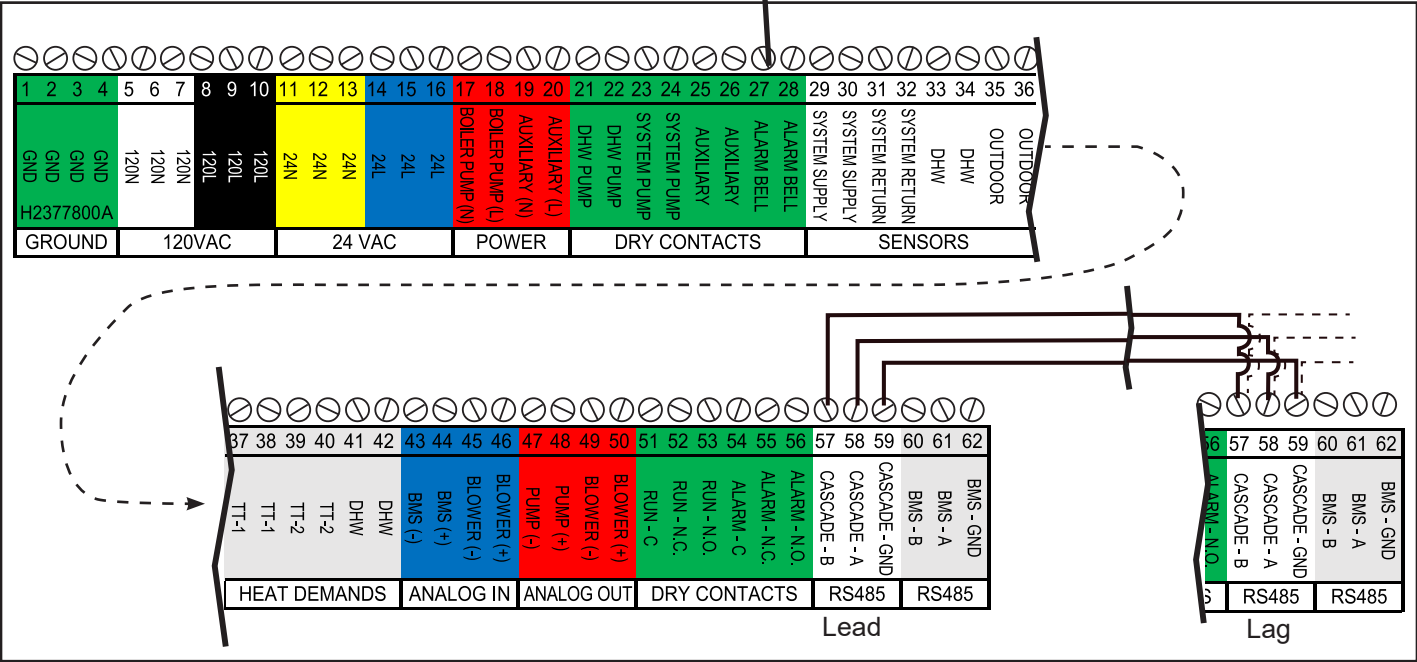 1 2 3 4 5 6 7 8 9 10 11 12 13 14 15 16 17 18 19 20 21 22 23 24 25 26 27 28 29 30 31 32 33 34 35 36
GND
GND
GND
GND
120N
120N
120N
120L
120L
120L
24N
24N
24N
24L
24L
24L
BOILER PUMP (N)
BOILER PUMP (L)
AUXILIARY (N)
AUXILIARY (L)
DHW PUMP
DHW PUMP
SYSTEM PUMP
SYSTEM PUMP
AUXILIARY
AUXILIARY
ALARM BELL
ALARM BELL
SYSTEM SUPPLY
SYSTEM SUPPLY
SYSTEM RETURN
SYSTEM RETURN
DHW
DHW
OUTDOOR
OUTDOOR
H2377800A
GROUND 120VAC 24 VAC POWER DRY CONTACTS SENSORS
37 38 39 40 41 42 43 44 45 46 47 48 49 50 51 52 53 54 55 56 57 58 59 60 61 62
TT-1
TT-1
TT-2
TT-2
DHW
DHW
BMS (-)
BMS (+)
BLOWER (-)
BLOWER (+)
PUMP (-)
PUMP (+)
BLOWER (-)
BLOWER (+)
RUN - C
RUN - N.C.
RUN - N.O.
ALARM - C
ALARM - N.C.
ALARM - N.O.
CASCADE - B
CASCADE - A
CASCADE - GND
BMS - B
BMS - A
BMS - GND
HEAT DEMANDS ANALOG IN ANALOG OUT DRY CONTACTS RS485 RS485
Lead
56 57 58 59 60 61 62
ALARM - N.O.
CASCADE - B
CASCADE - A
CASCADE - GND
BMS - B
BMS - A
BMS - GND
S RS485 RS485
Lag